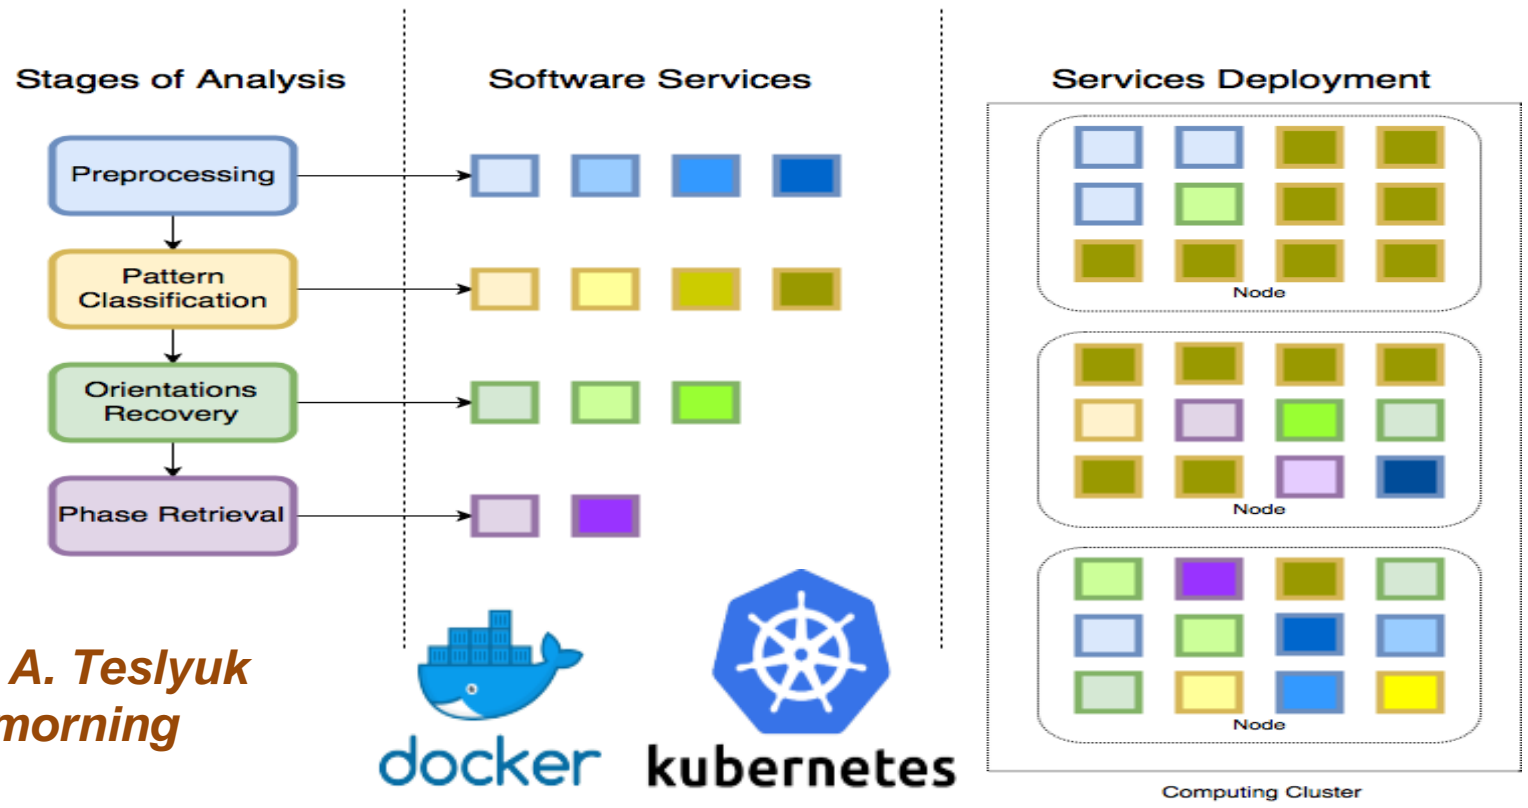 Stages of Analysis
Software Services
Services Deployment
Preprocessing
Pattern
Classification
Orientations
Recovery
Phase Retrieval
Node
Node
Node
Computing Cluster
A. Teslyuk
morning
docker
kubernetes